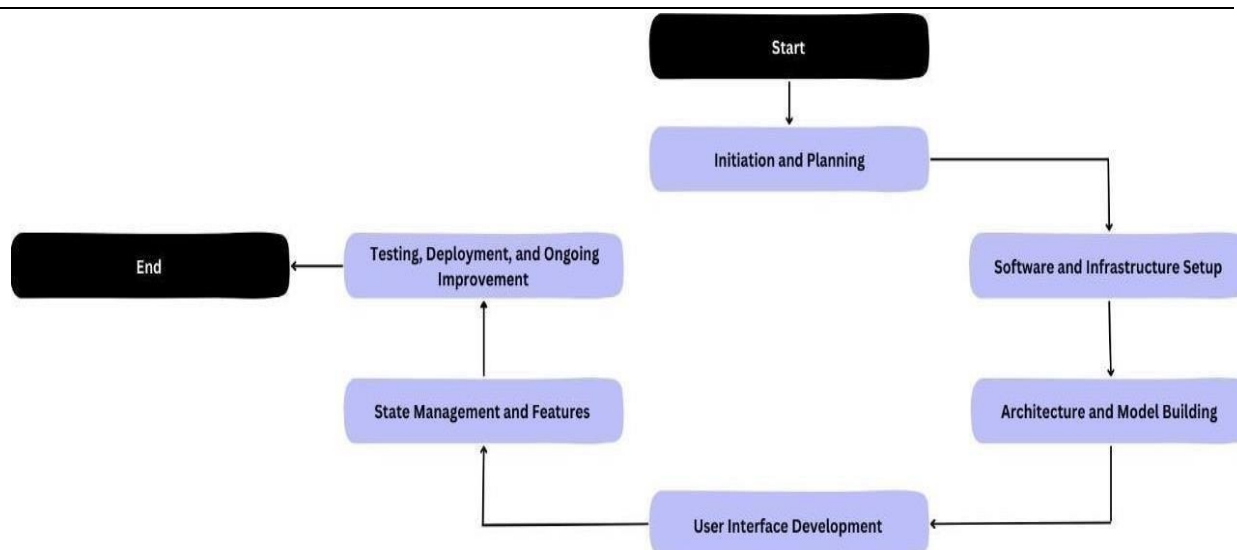 Start
Initiation and Planning
Software and Infrastructure Setup
Architecture and Model Building
User Interface Development
State Management and Features
Testing, Deployment, and Ongoing
Improvement
End